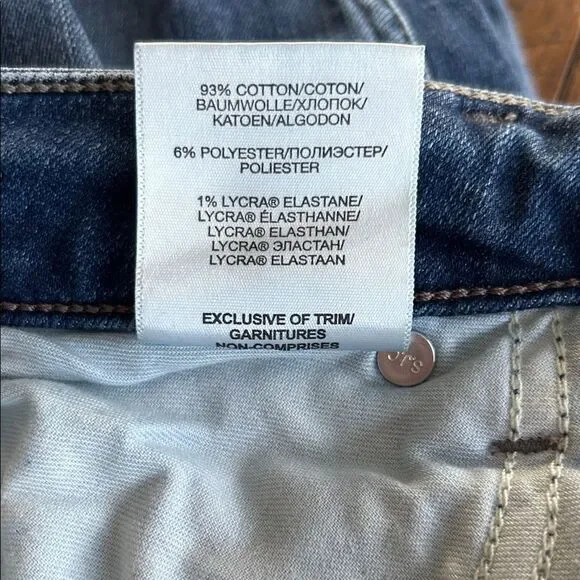 93% COTTON/COTON/
BAUMWOLLE/ХЛОПОК/
KATOEN/ALGODON
6% POLYESTER/ПОЛИЭСТЕР/
POLIESTER
1% LYCRA® ELASTANE/
LYCRA® ÉLASTHANNE/
LYCRA® ELASTHAN/
LYCRA® ЭЛАСТАН/
LYCRA® ELASTAAN
EXCLUSIVE OF TRIM/
GARNITURES
NON-COMPRISES